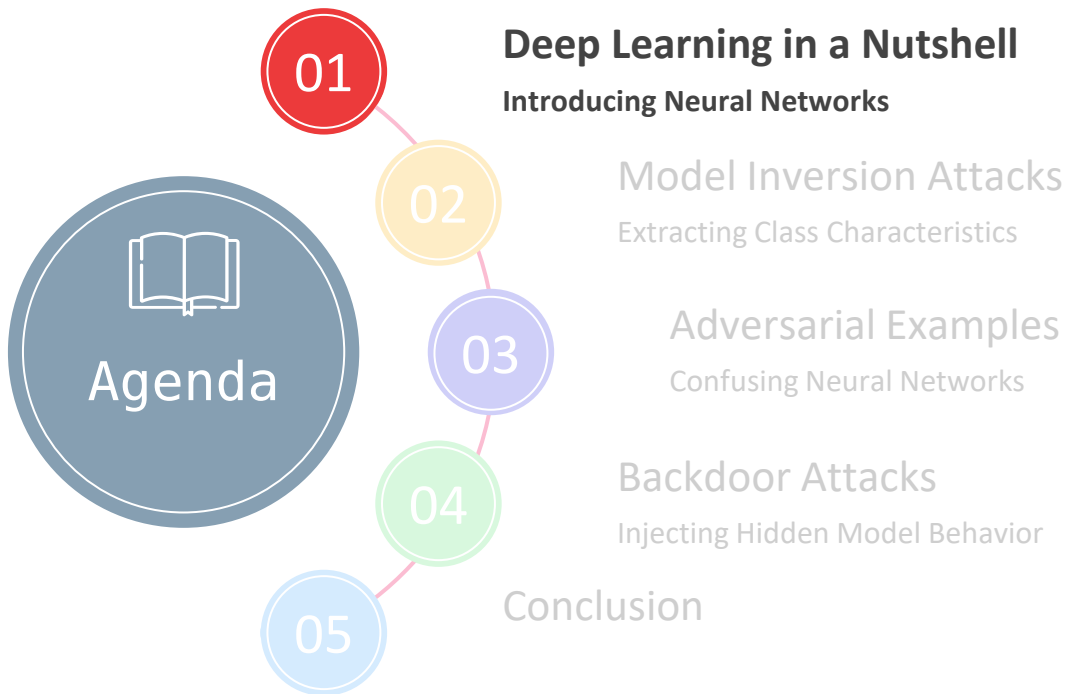 Agenda
01
Deep Learning in a Nutshell
Introducing Neural Networks
02
Model Inversion Attacks
Extracting Class Characteristics
03
Adversarial Examples
Confusing Neural Networks
04
Backdoor Attacks
Injecting Hidden Model Behavior
05
Conclusion